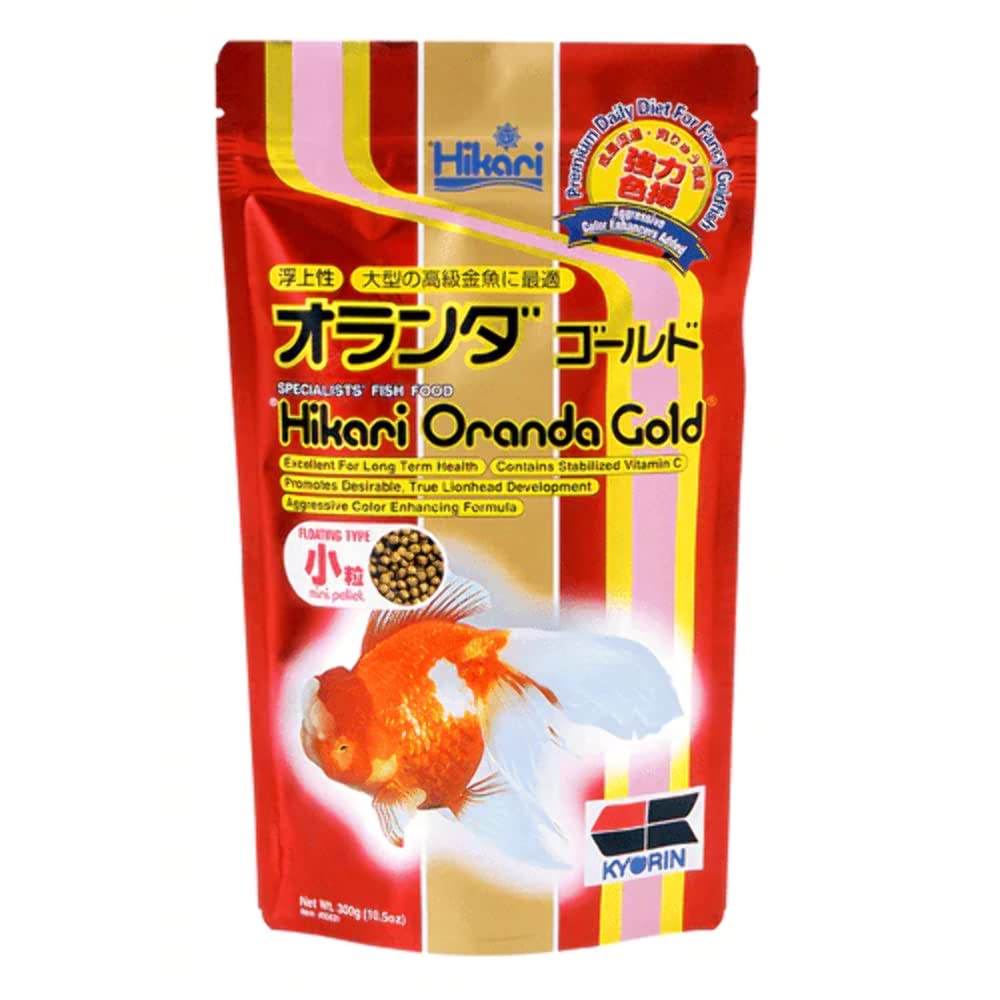 Hikari
Premium Daily Diet For Fancy Goldfish
強力
色揚
Aggressive
Color Enhancers Added
浮上性 大型の高級金魚に最適
オランダ ゴールド
SPECIALISTS' FISH FOOD
Hikari Oranda Gold®
Excellent For Long Term Health Contains Stabilized Vitamin C
Promotes Desirable, True Lionhead Development
Aggressive Color Enhancing Formula
FLOATING TYPE
小粒
mini pellet
KYORIN
Net Wt. 300g (10.5oz)